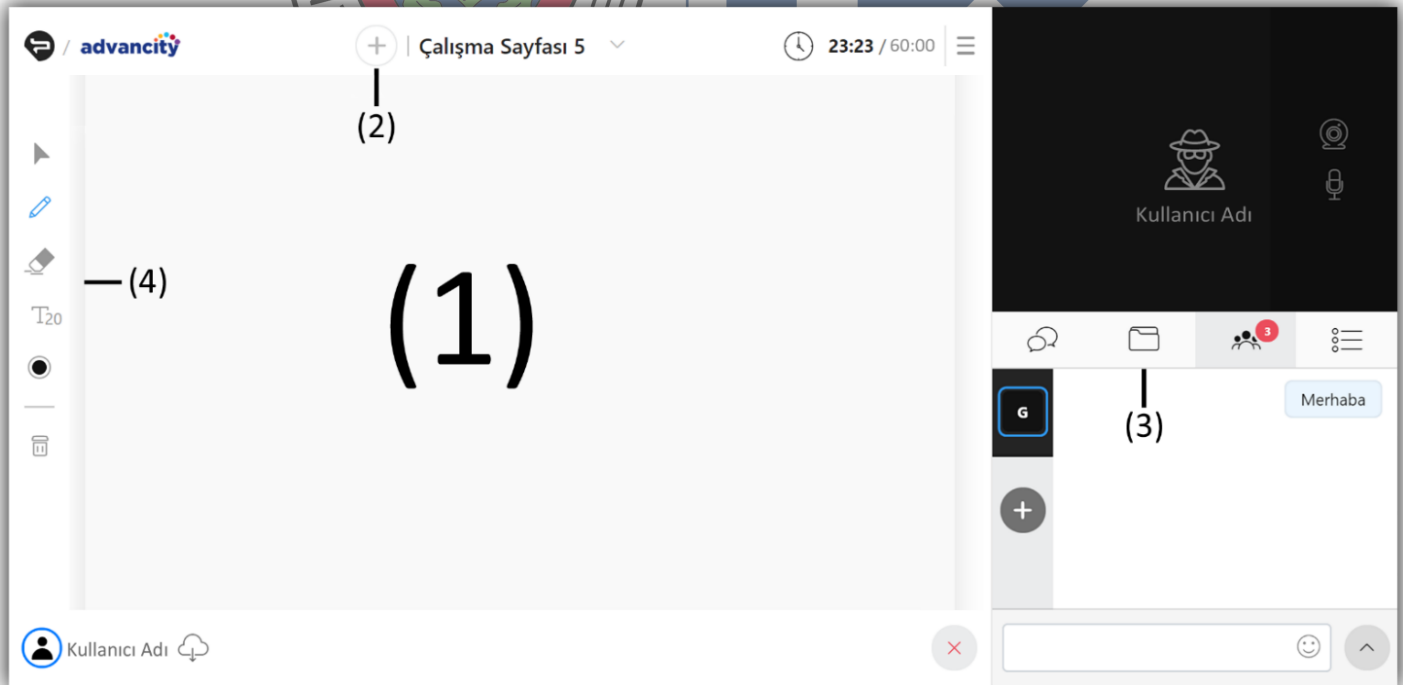 / advancity
+ | Çalışma Sayfası 5
23:23 / 60:00
(2)
(4)
T20
(1)
Kullanıcı Adı
3
G
Merhaba
(3)
+
Kullanıcı Adı